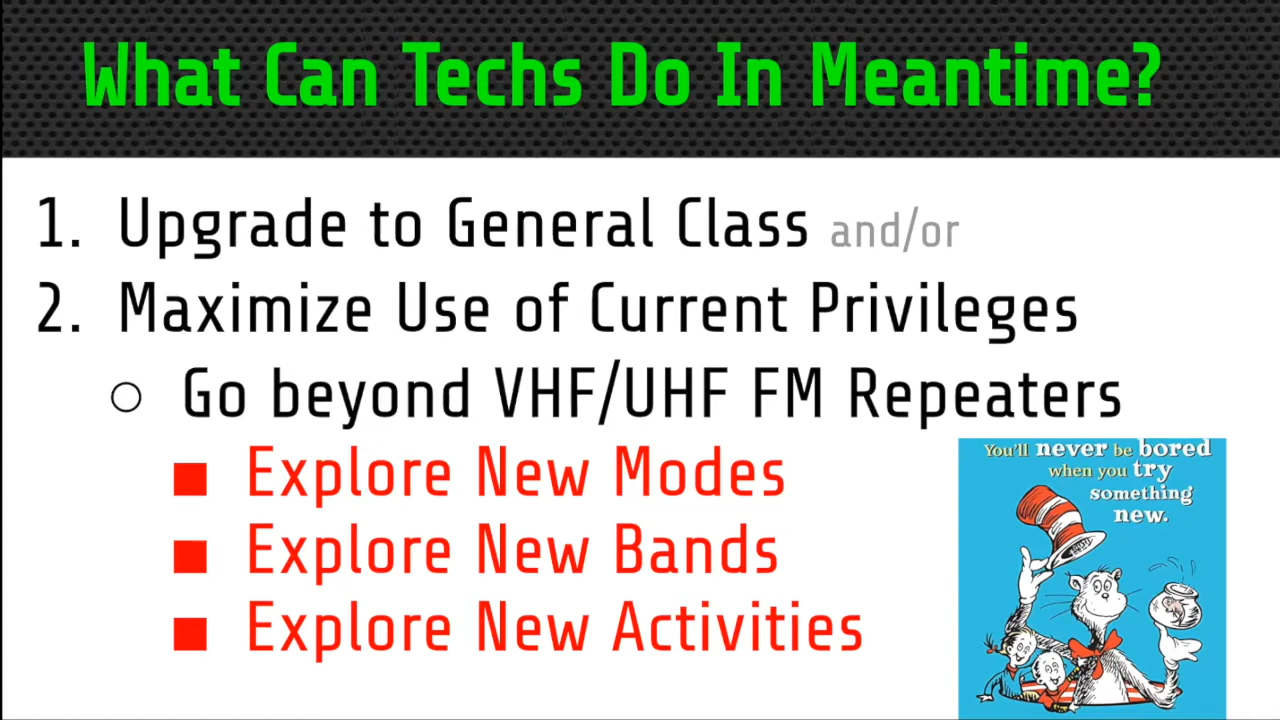 What Can Techs Do In Meantime?
1. Upgrade to General Class and/or
2. Maximize Use of Current Privileges
○ Go beyond VHF/UHF FM Repeaters
■ Explore New Modes
■ Explore New Bands
■ Explore New Activities
You'll never be bored
when you try
something
new.